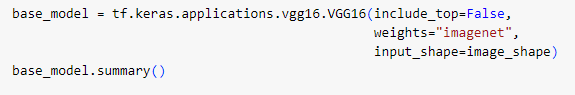 base_model = tf.keras.applications.vgg16.VGG16(include_top=False,
                                               weights="imagenet",
                                               input_shape=image_shape)
base_model.summary()